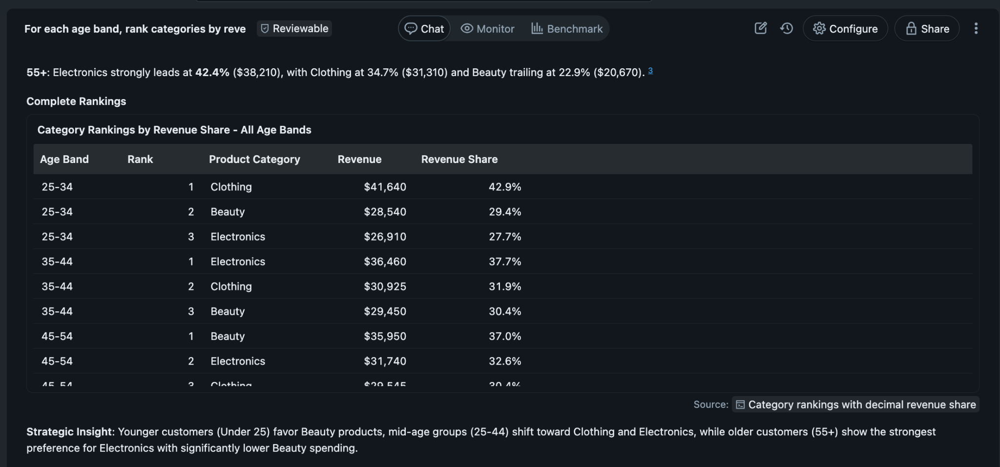 For each age band, rank categories by reve Reviewable Chat Monitor Benchmark Configure Share
55+: Electronics strongly leads at 42.4% ($38,210), with Clothing at 34.7% ($31,310) and Beauty trailing at 22.9% ($20,670). 3
Complete Rankings
Category Rankings by Revenue Share - All Age Bands
Age Band Rank Product Category Revenue Revenue Share
25-34 1 Clothing $41,640 42.9%
25-34 2 Beauty $28,540 29.4%
25-34 3 Electronics $26,910 27.7%
35-44 1 Electronics $36,460 37.7%
35-44 2 Clothing $30,925 31.9%
35-44 3 Beauty $29,450 30.4%
45-54 1 Beauty $35,950 37.0%
45-54 2 Electronics $31,740 32.6%
45-54 3 Clothing $29,545 30.4%
Source: Category rankings with decimal revenue share
Strategic Insight: Younger customers (Under 25) favor Beauty products, mid-age groups (25-44) shift toward Clothing and Electronics, while older customers (55+) show the strongest
preference for Electronics with significantly lower Beauty spending.